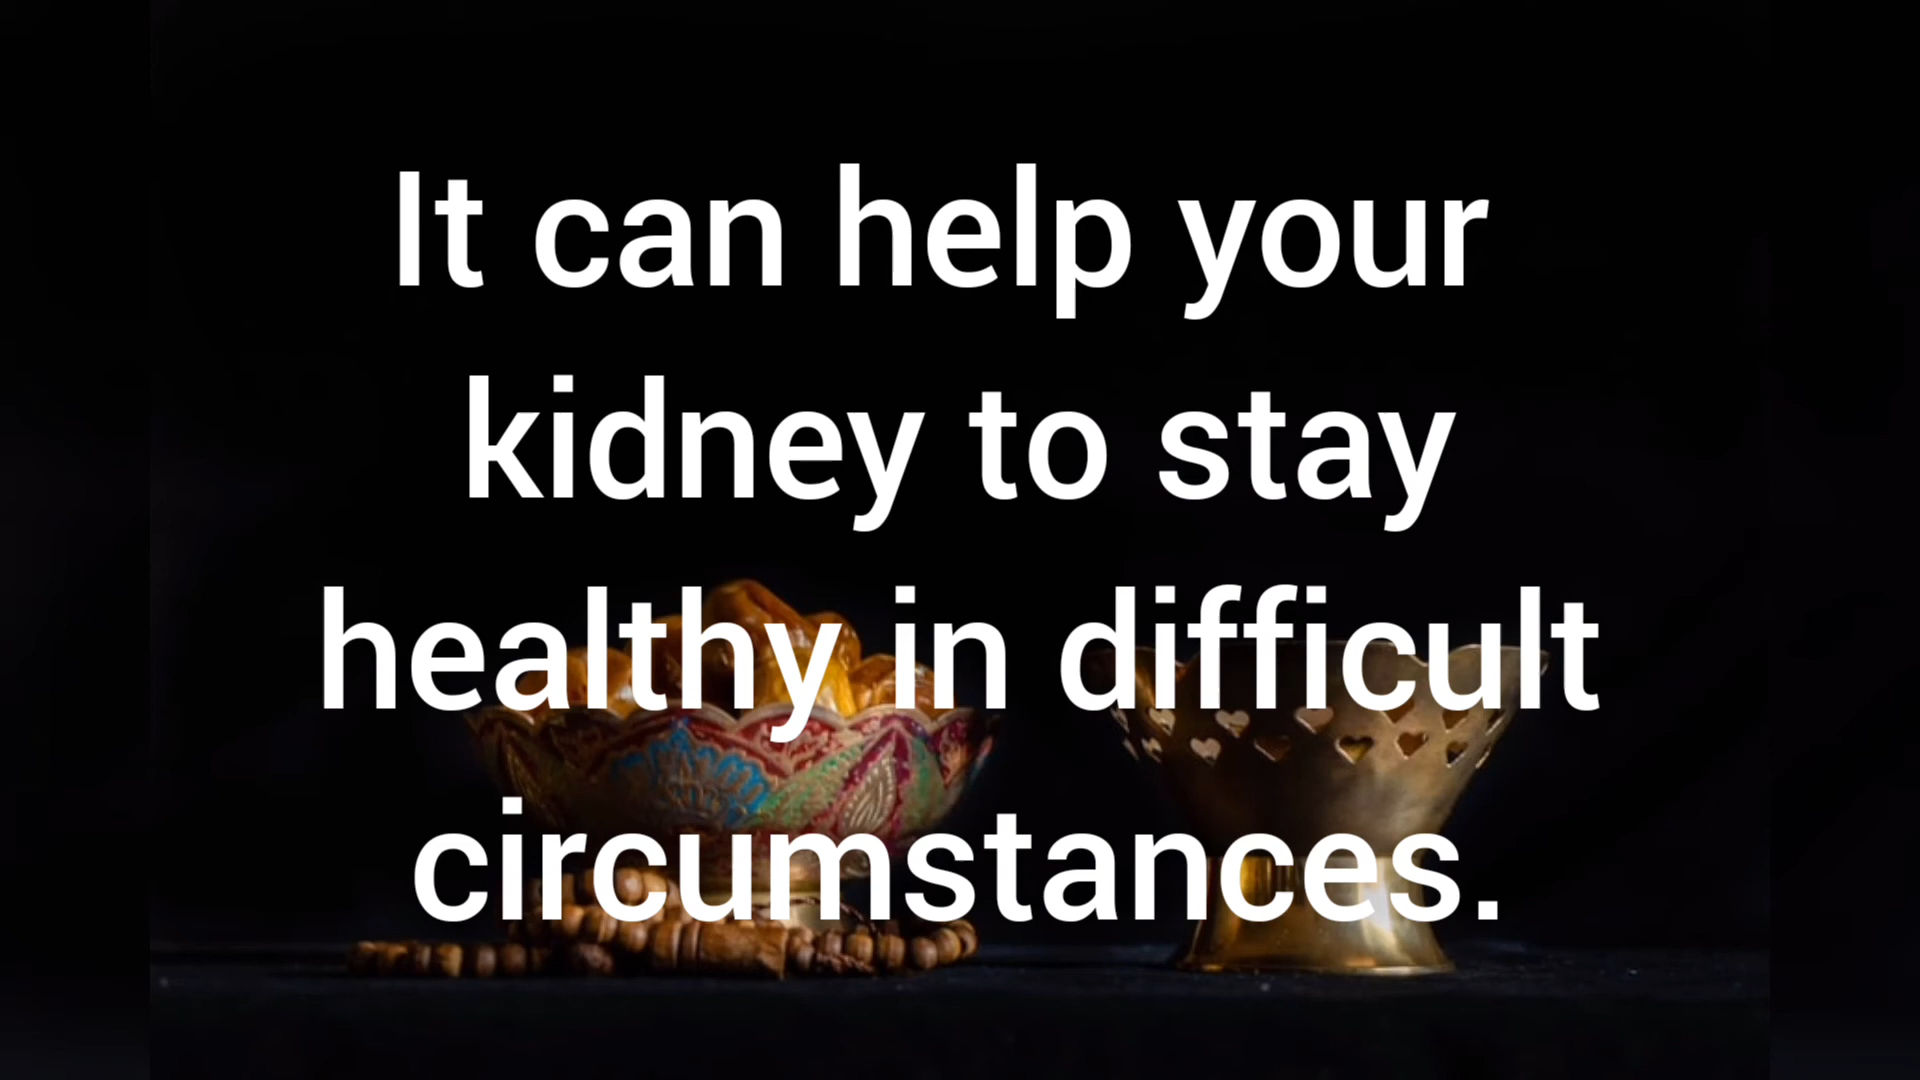 It can help your
kidney to stay
healthy in difficult
circumstances.